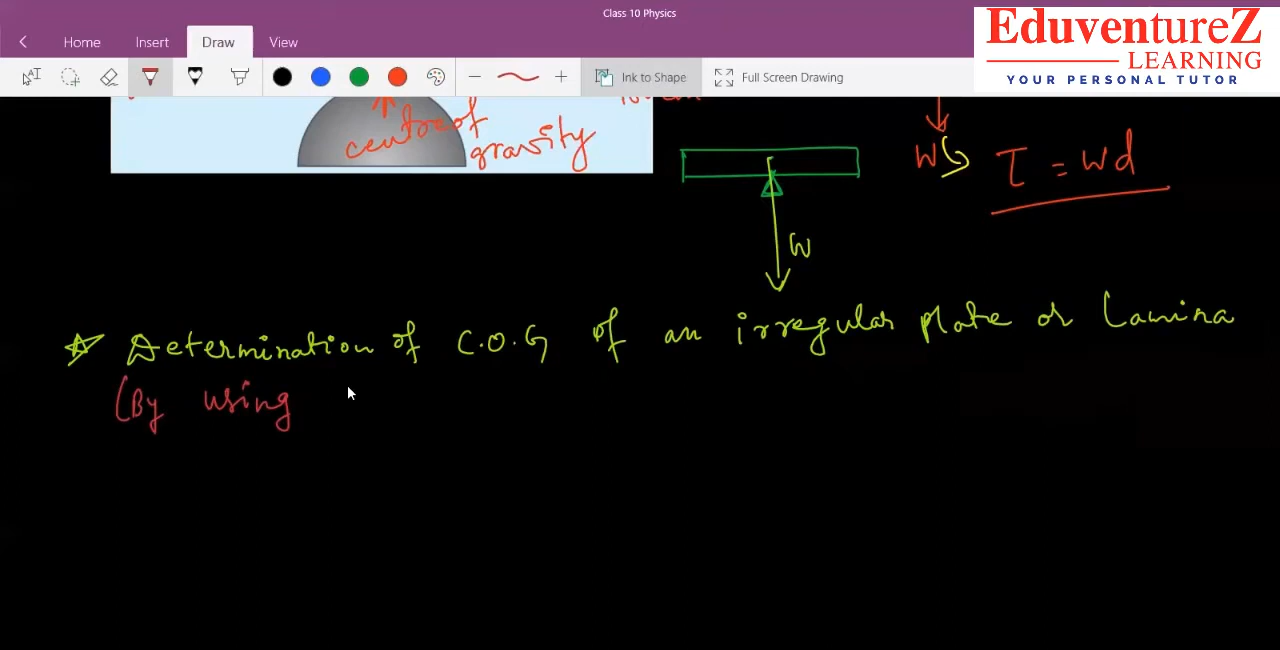 Class 10 Physics
EduventureZ
LEARNING
YOUR PERSONAL TUTOR
Home Insert Draw View
Ink to Shape Full Screen Drawing
centre of
gravity
W
τ = wd
W
Determination of C.O.G of an irregular plate or Lamina
(By using